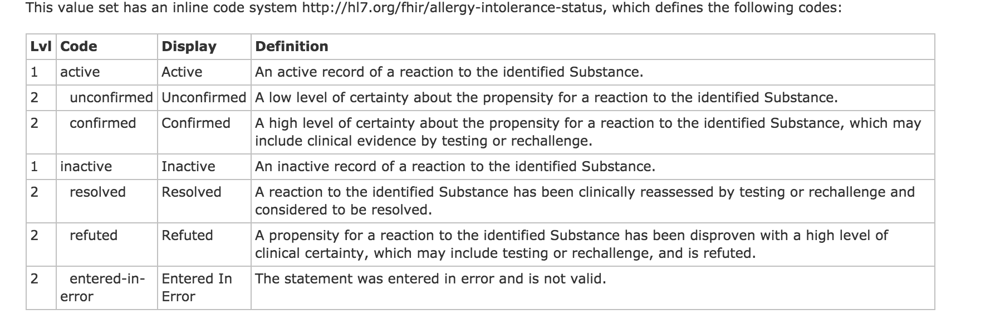 This value set has an inline code system http://hl7.org/fhir/allergy-intolerance-status, which defines the following codes:
Lvl Code Display Definition
1 active Active An active record of a reaction to the identified Substance.
2 unconfirmed Unconfirmed A low level of certainty about the propensity for a reaction to the identified Substance.
2 confirmed Confirmed A high level of certainty about the propensity for a reaction to the identified Substance, which may
include clinical evidence by testing or rechallenge.
1 inactive Inactive An inactive record of a reaction to the identified Substance.
2 resolved Resolved A reaction to the identified Substance has been clinically reassessed by testing or rechallenge and
considered to be resolved.
2 refuted Refuted A propensity for a reaction to the identified Substance has been disproven with a high level of
clinical certainty, which may include testing or rechallenge, and is refuted.
2 entered-in- Entered In The statement was entered in error and is not valid.
error Error